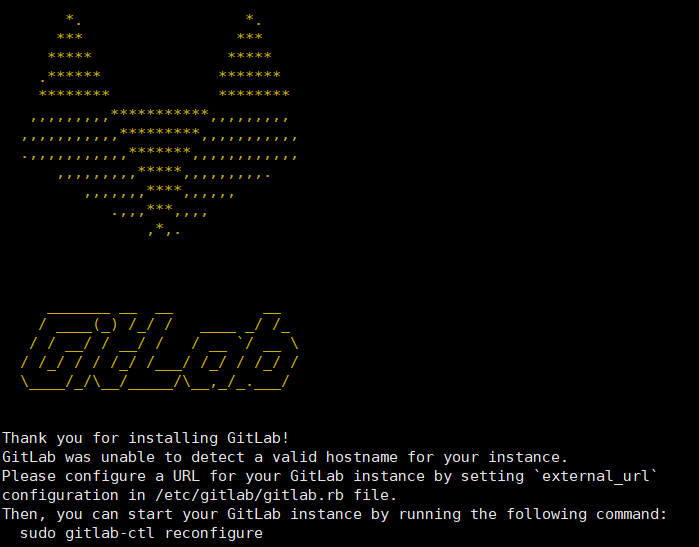 GitLab
Thank you for installing GitLab!
GitLab was unable to detect a valid hostname for your instance.
Please configure a URL for your GitLab instance by setting `external_url`
configuration in /etc/gitlab/gitlab.rb file.
Then, you can start your GitLab instance by running the following command:
sudo gitlab-ctl reconfigure